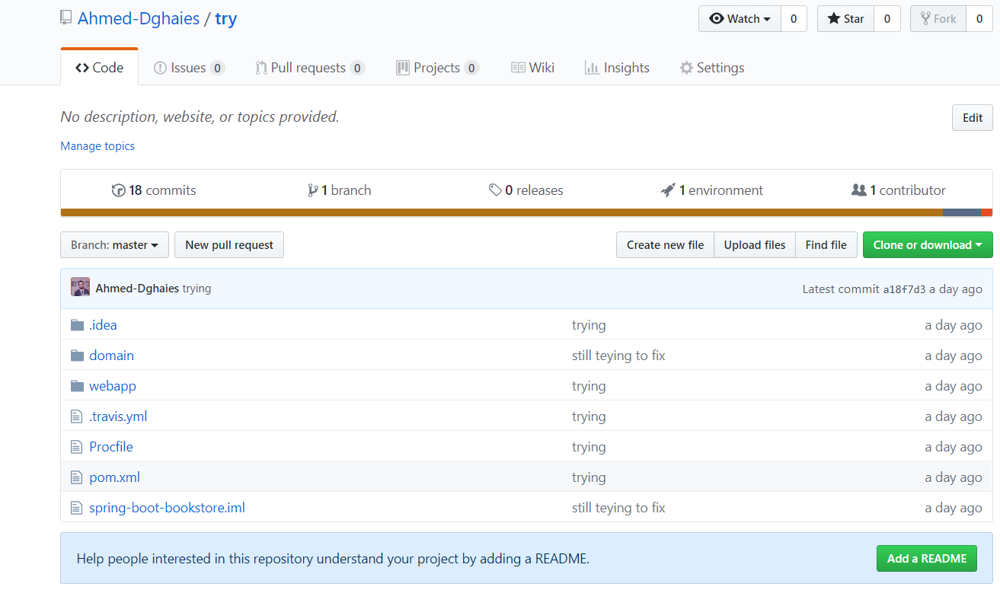 Ahmed-Dghaies / try
Watch 0 Star 0 Fork 0
Code Issues 0 Pull requests 0 Projects 0 Wiki Insights Settings
No description, website, or topics provided. Edit
Manage topics
18 commits 1 branch 0 releases 1 environment 1 contributor
Branch: master New pull request Create new file Upload files Find file Clone or download
Ahmed-Dghaies trying Latest commit a18f7d3 a day ago
.idea trying a day ago
domain still teying to fix a day ago
webapp trying a day ago
.travis.yml trying a day ago
Procfile trying a day ago
pom.xml trying a day ago
spring-boot-bookstore.iml still teying to fix a day ago
Help people interested in this repository understand your project by adding a README. Add a README